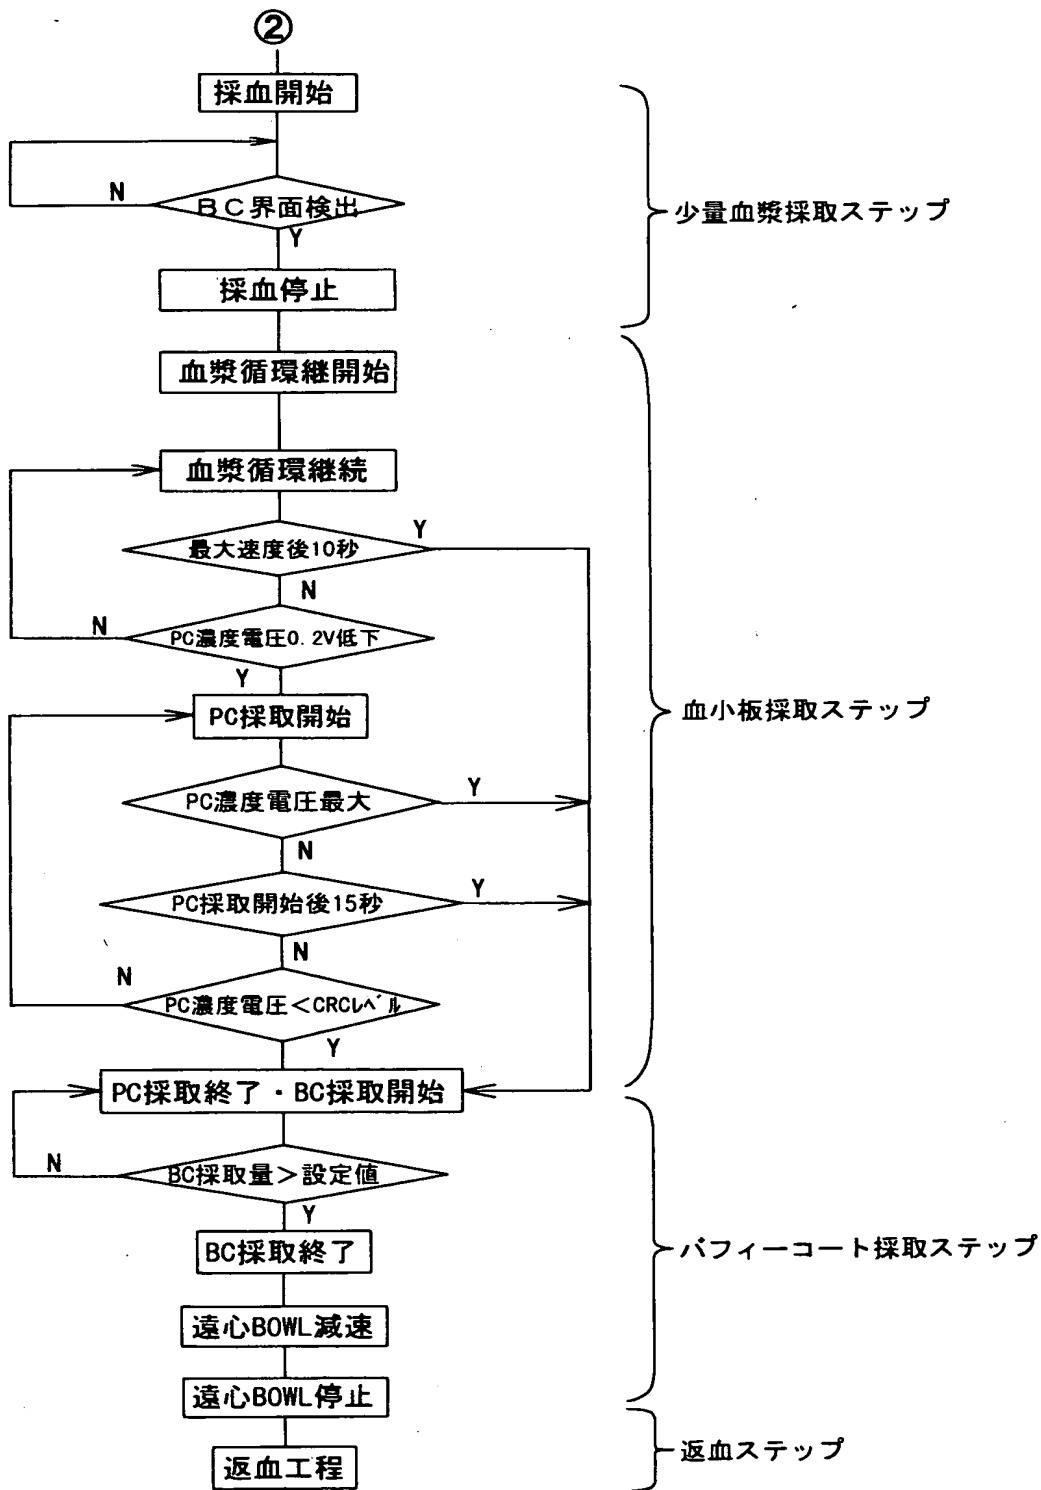 ②
採血開始
N
BC界面検出
Y
少量血漿採取ステップ
採血停止
血漿循環継開始
血漿循環継続
Y
最大速度後10秒
N
N
PC濃度電圧0.2V低下
Y
PC採取開始
血小板採取ステップ
Y
PC濃度電圧最大
N
Y
PC採取開始後15秒
N
N
PC濃度電圧<CRCレベル
Y
PC採取終了・BC採取開始
N
BC採取量>設定値
Y
BC採取終了
バフィーコート採取ステップ
遠心BOWL減速
遠心BOWL停止
返血ステップ
返血工程